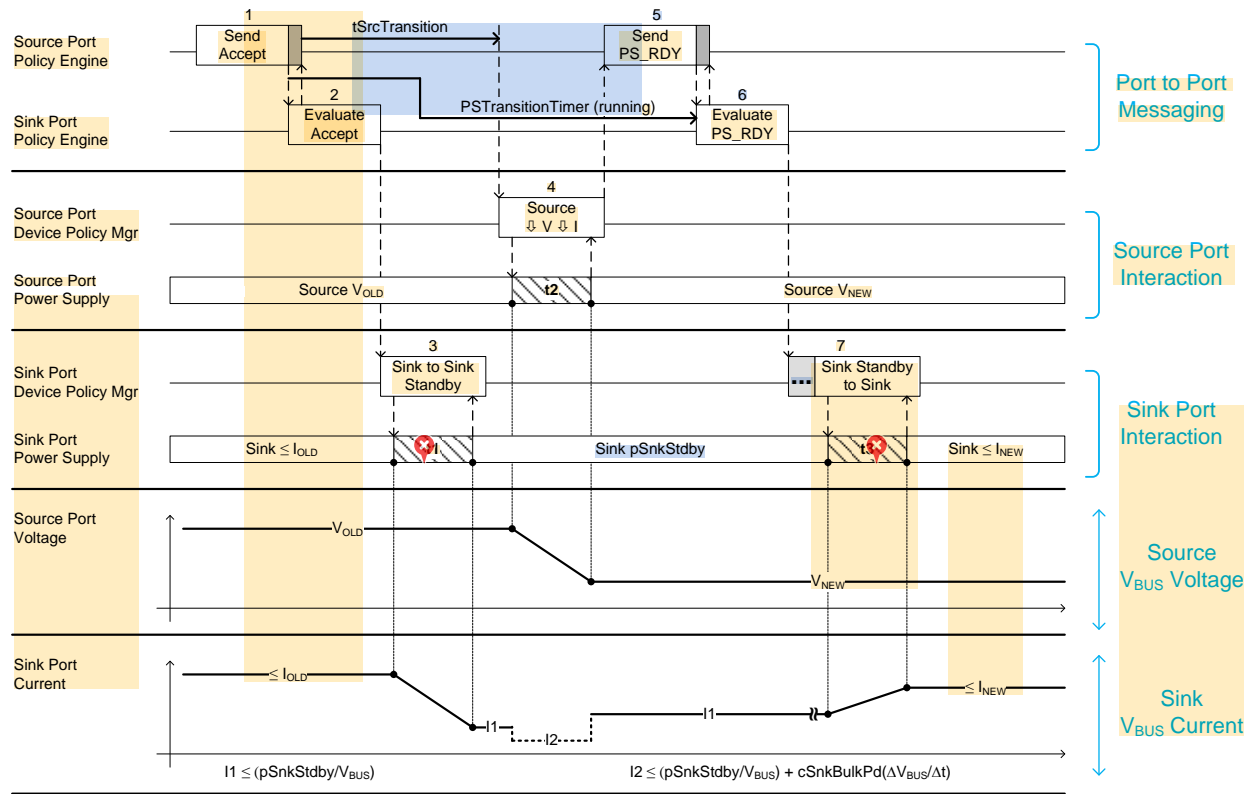 1
Send
Accept
tSrcTransition
5
Send
PS_RDY
Source Port
Policy Engine
2
Evaluate
Accept
PSTransitionTimer (running)
6
Evaluate
PS_RDY
Sink Port
Policy Engine
Port to Port
Messaging
4
Source
⇩ V ⇩ I
Source Port
Device Policy Mgr
Source Port
Power Supply
Source VOLD
t2
Source VNEW
Source Port
Interaction
3
Sink to Sink
Standby
7
Sink Standby
to Sink
Sink Port
Device Policy Mgr
Sink Port
Power Supply
Sink ≤ IOLD
Sink pSnkStdby
t3
Sink ≤ INEW
Sink Port
Interaction
Source Port
Voltage
VOLD
VNEW
Source
VBUS Voltage
Sink Port
Current
≤ IOLD
I1
I2
I1
≤ INEW
Sink
VBUS Current
I1 ≤ (pSnkStdby/VBUS)
I2 ≤ (pSnkStdby/VBUS) + cSnkBulkPd(ΔVBUS/Δt)